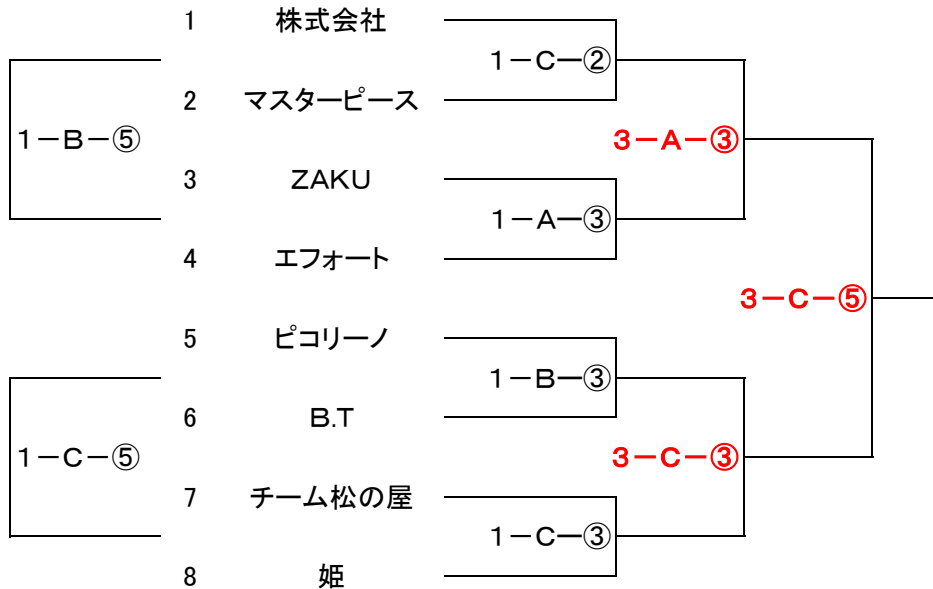 1 株式会社
1－C－②
2 マスターピース
1－B－⑤
3－A－③
3 ZAKU
1－A－③
4 エフォート
3－C－⑤
5 ピコリーノ
1－B－③
6 B.T
1－C－⑤
3－C－③
7 チーム松の屋
1－C－③
8 姫